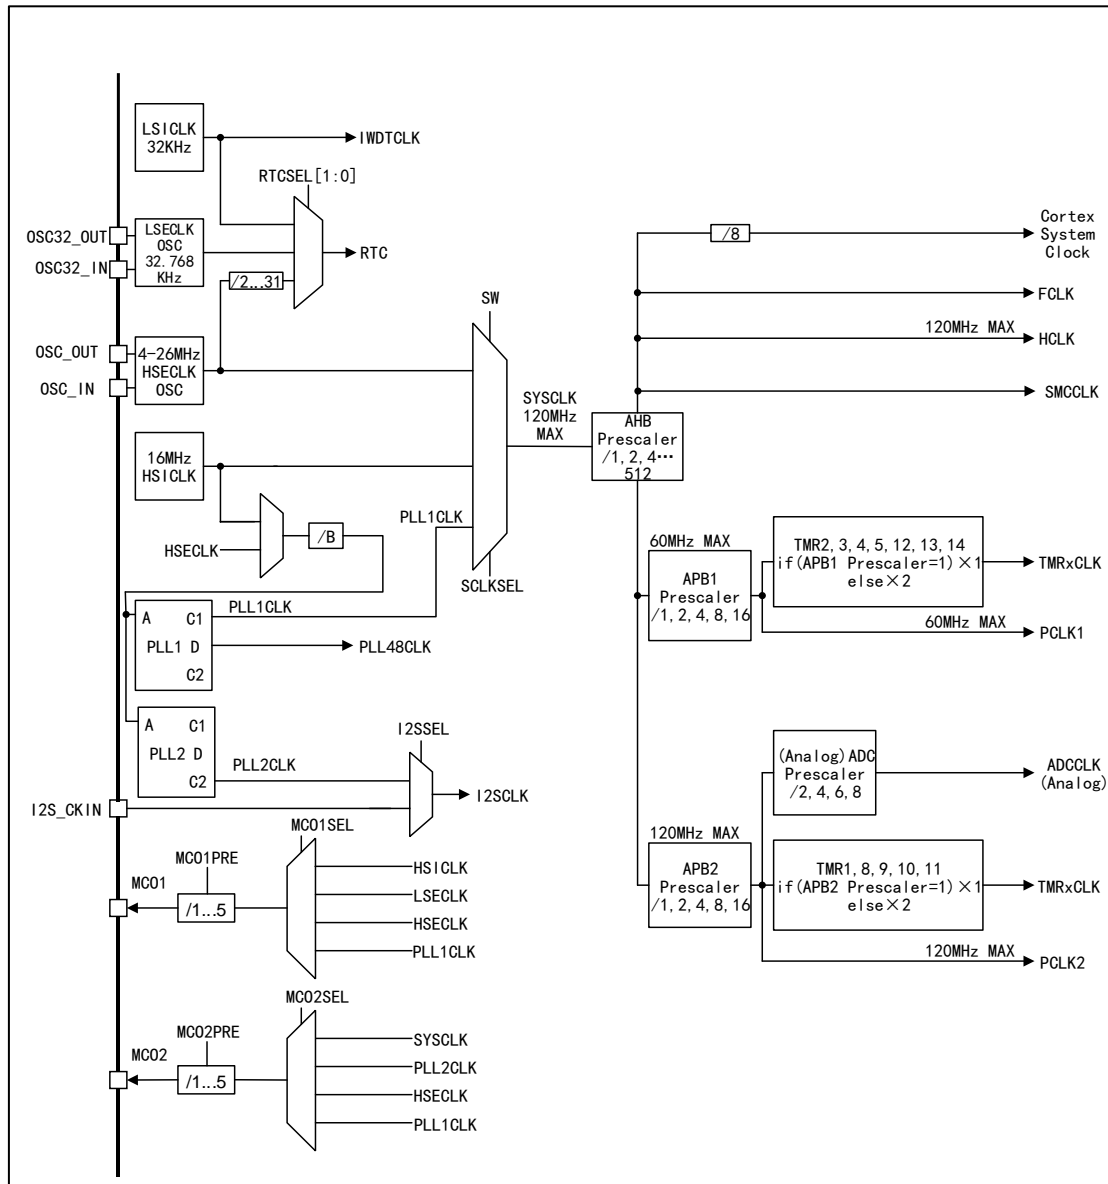 LSICLK
32KHz
IWDTCLK
RTCSEL[1:0]
OSC32_OUT
OSC32_IN
LSECLK
OSC
32.768
KHz
RTC
/2...31
SW
OSC_OUT
OSC_IN
4-26MHz
HSECLK
OSC
16MHz
HSICLK
HSECLK
/B
PLL1CLK
SCLKSEL
SYSCLK
120MHz
MAX
AHB
Prescaler
/1, 2, 4…
512
/8
Cortex
System
Clock
FCLK
120MHz MAX
HCLK
SMCCLK
A
C1
PLL1 D
C2
PLL1CLK
PLL48CLK
A
C1
PLL2 D
C2
PLL2CLK
I2SSEL
I2SCLK
I2S_CKIN
60MHz MAX
APB1
Prescaler
/1, 2, 4, 8, 16
TMR2, 3, 4, 5, 12, 13, 14
if(APB1 Prescaler=1)×1
else×2
TMRxCLK
60MHz MAX
PCLK1
(Analog)ADC
Prescaler
/2, 4, 6, 8
ADCCLK
(Analog)
120MHz MAX
APB2
Prescaler
/1, 2, 4, 8, 16
TMR1, 8, 9, 10, 11
if(APB2 Prescaler=1)×1
else×2
TMRxCLK
120MHz MAX
PCLK2
MCO1SEL
MCO1PRE
MCO1
/1...5
HSICLK
LSECLK
HSECLK
PLL1CLK
MCO2SEL
MCO2PRE
MCO2
/1...5
SYSCLK
PLL2CLK
HSECLK
PLL1CLK